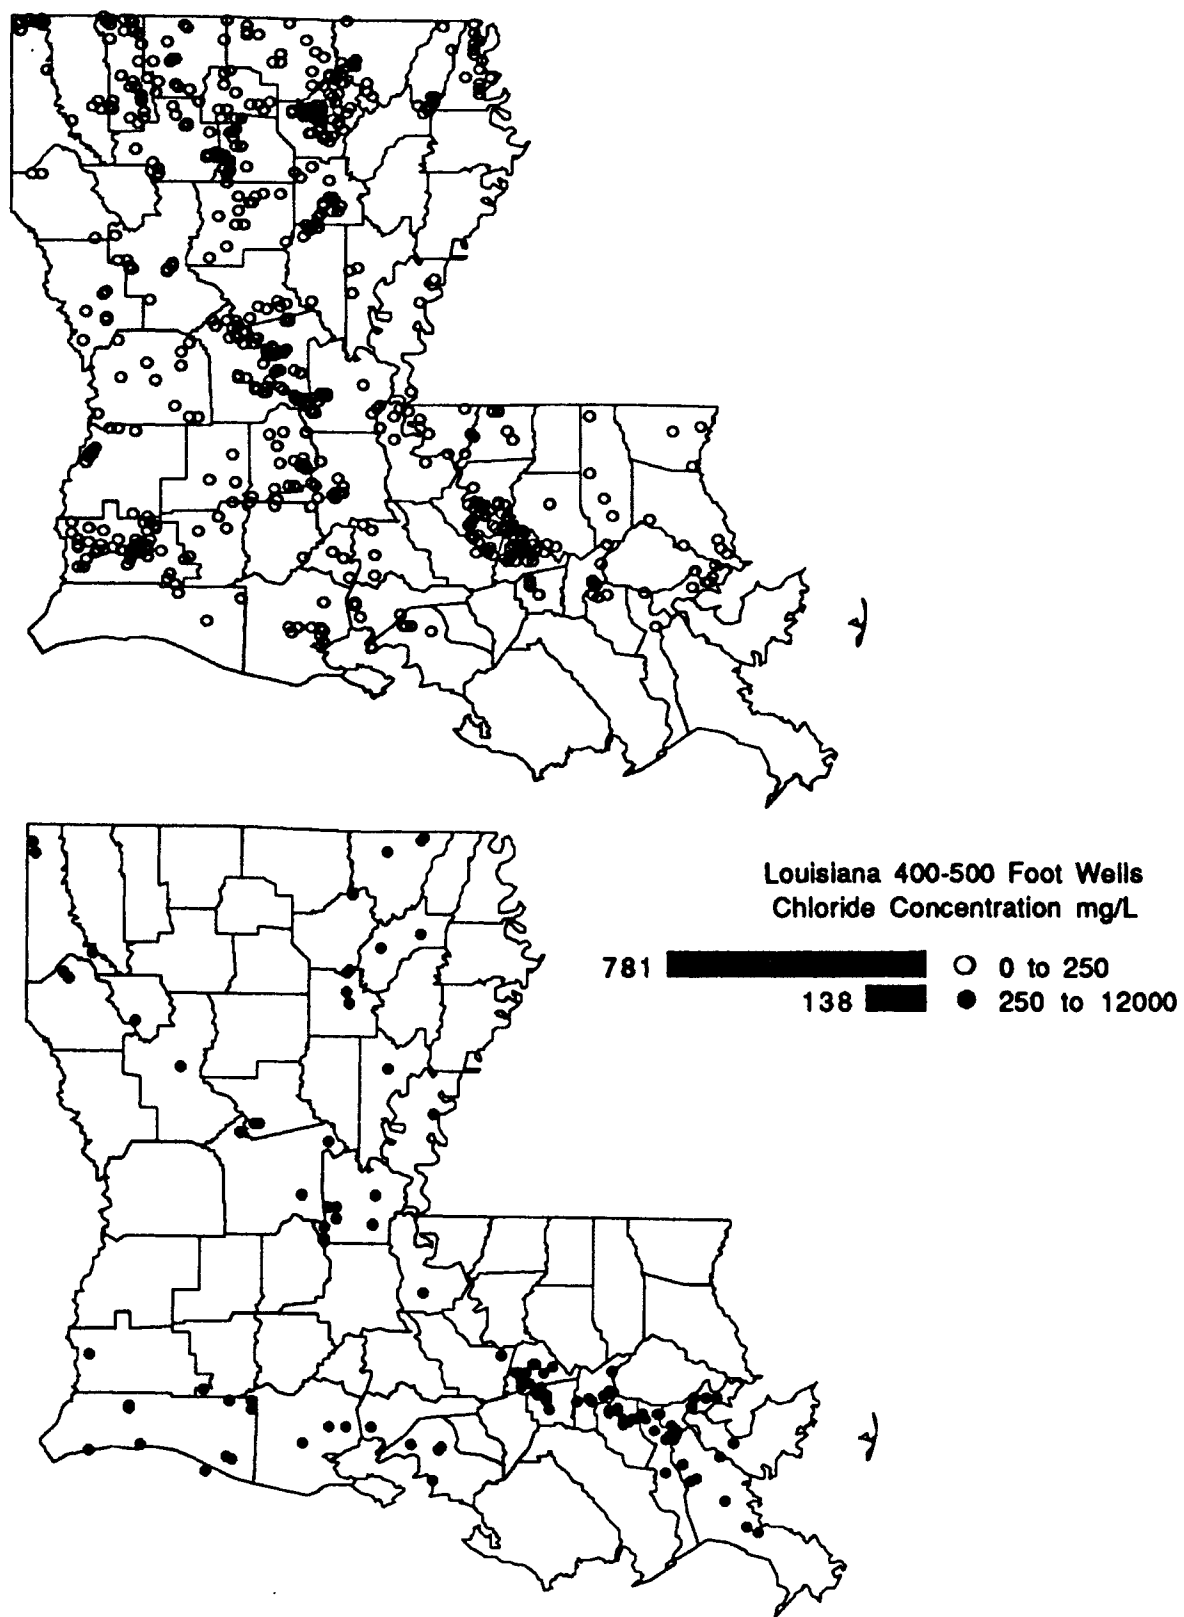 Louisiana 400-500 Foot Wells
Chloride Concentration mg/L
781 0 to 250
138 250 to 12000